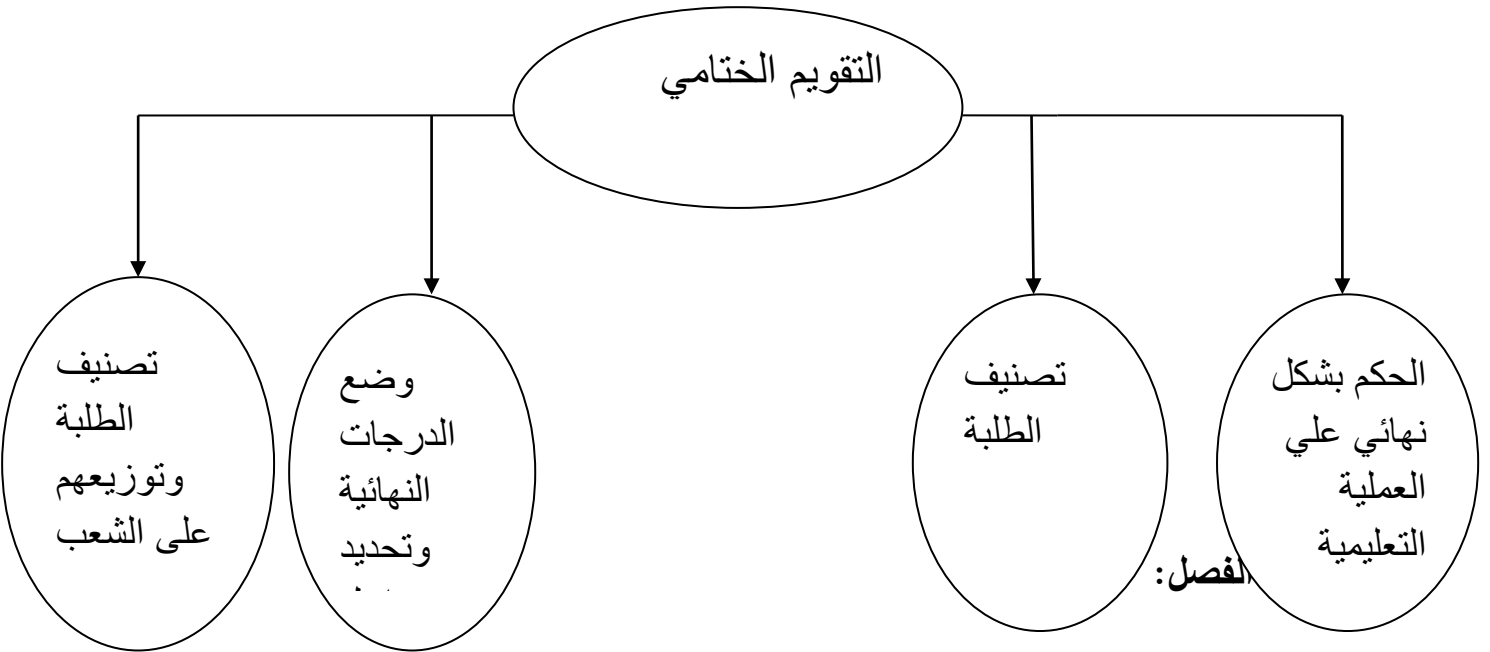 التقويم الختامي
الحكم بشكل
نهائي علي
العملية
التعليمية
تصنيف
الطلبة
وضع
الدرجات
النهائية
وتحديد
تصنيف
الطلبة
وتوزيعهم
على الشعب
الفصل: